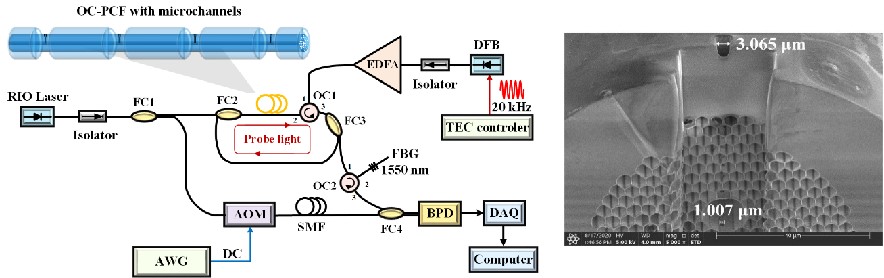 OC-PCF with microchannels
RIO Laser
Isolator
FC1
FC2
OC1
1
2
3
FC3
Probe light
EDFA
Isolator
DFB
20 kHz
TEC controler
FBG
1550 nm
OC2
1
2
3
AOM
SMF
FC4
BPD
DAQ
AWG
DC
Computer
3.065 µm
1.007 µm
10 µm